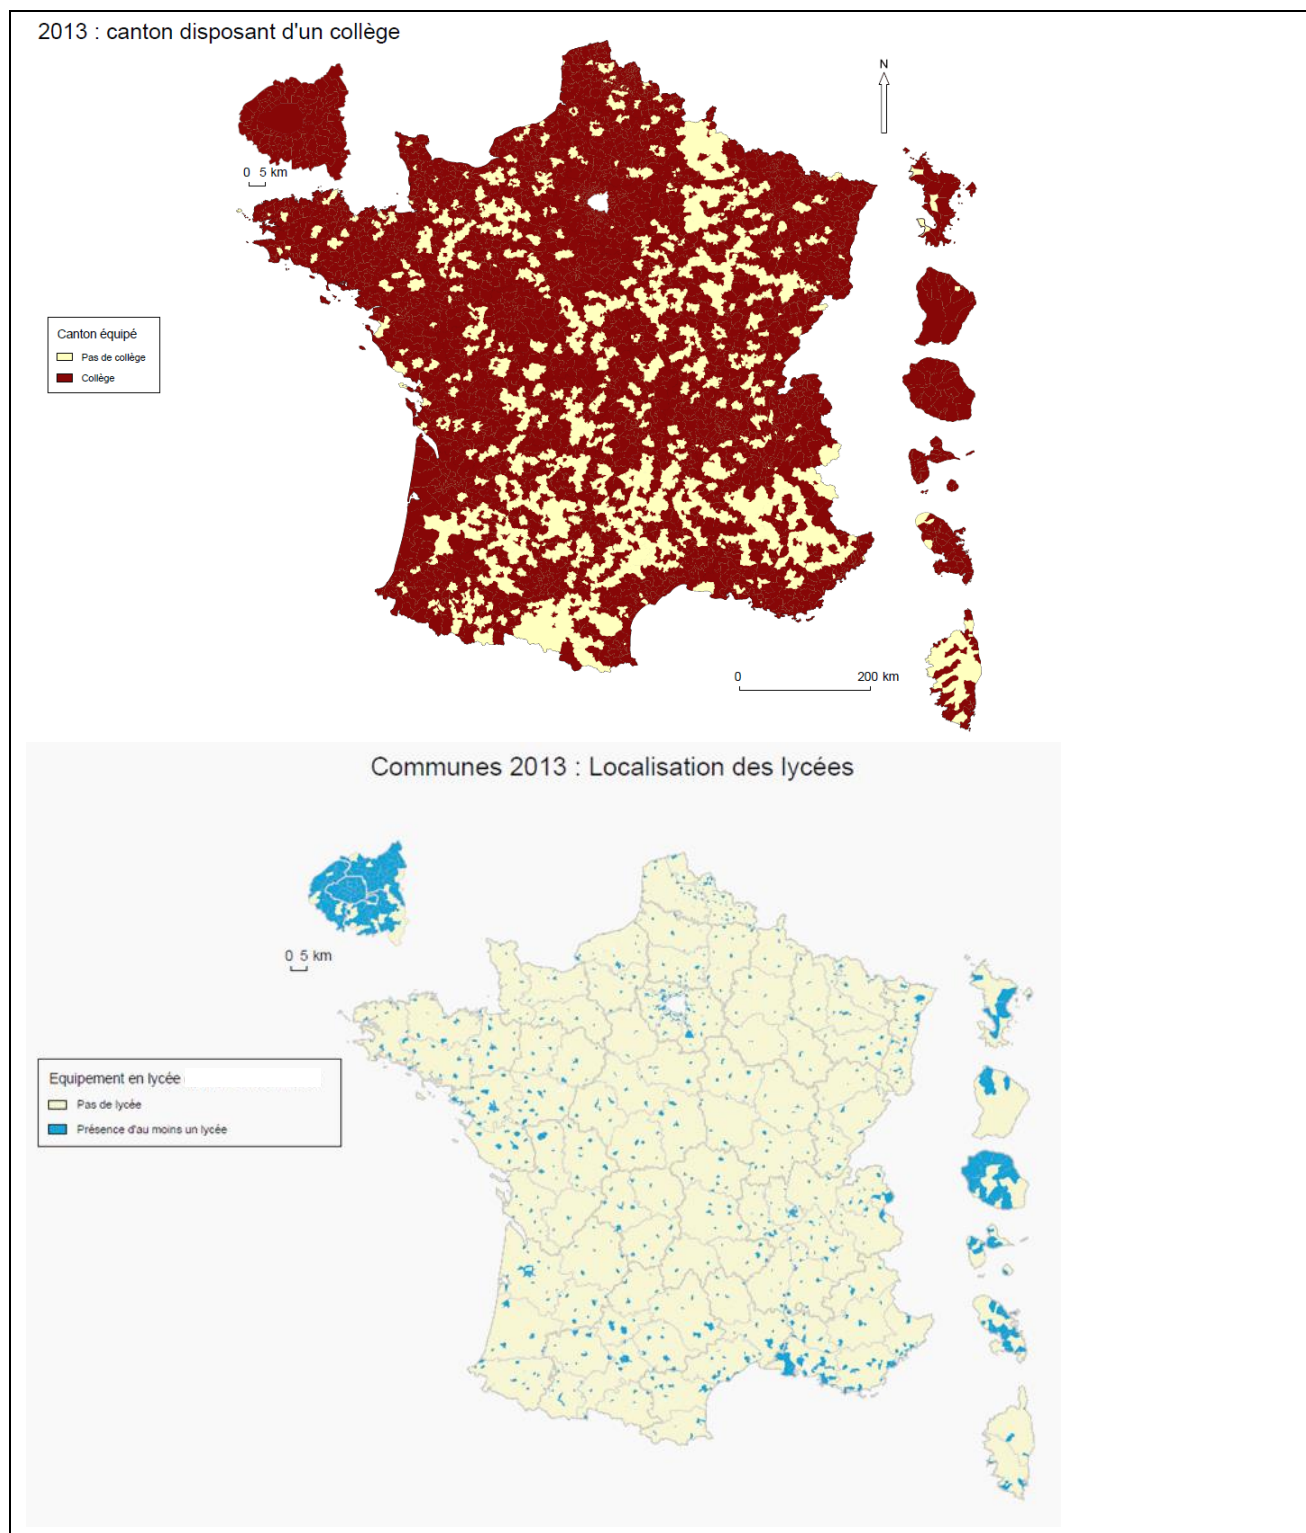 2013 : canton disposant d'un collège
N
0 5 km
Canton équipé
Pas de collège
Collège
0 200 km
Communes 2013 : Localisation des lycées
0 5 km
Equipement en lycée
Pas de lycée
Présence d'au moins un lycée